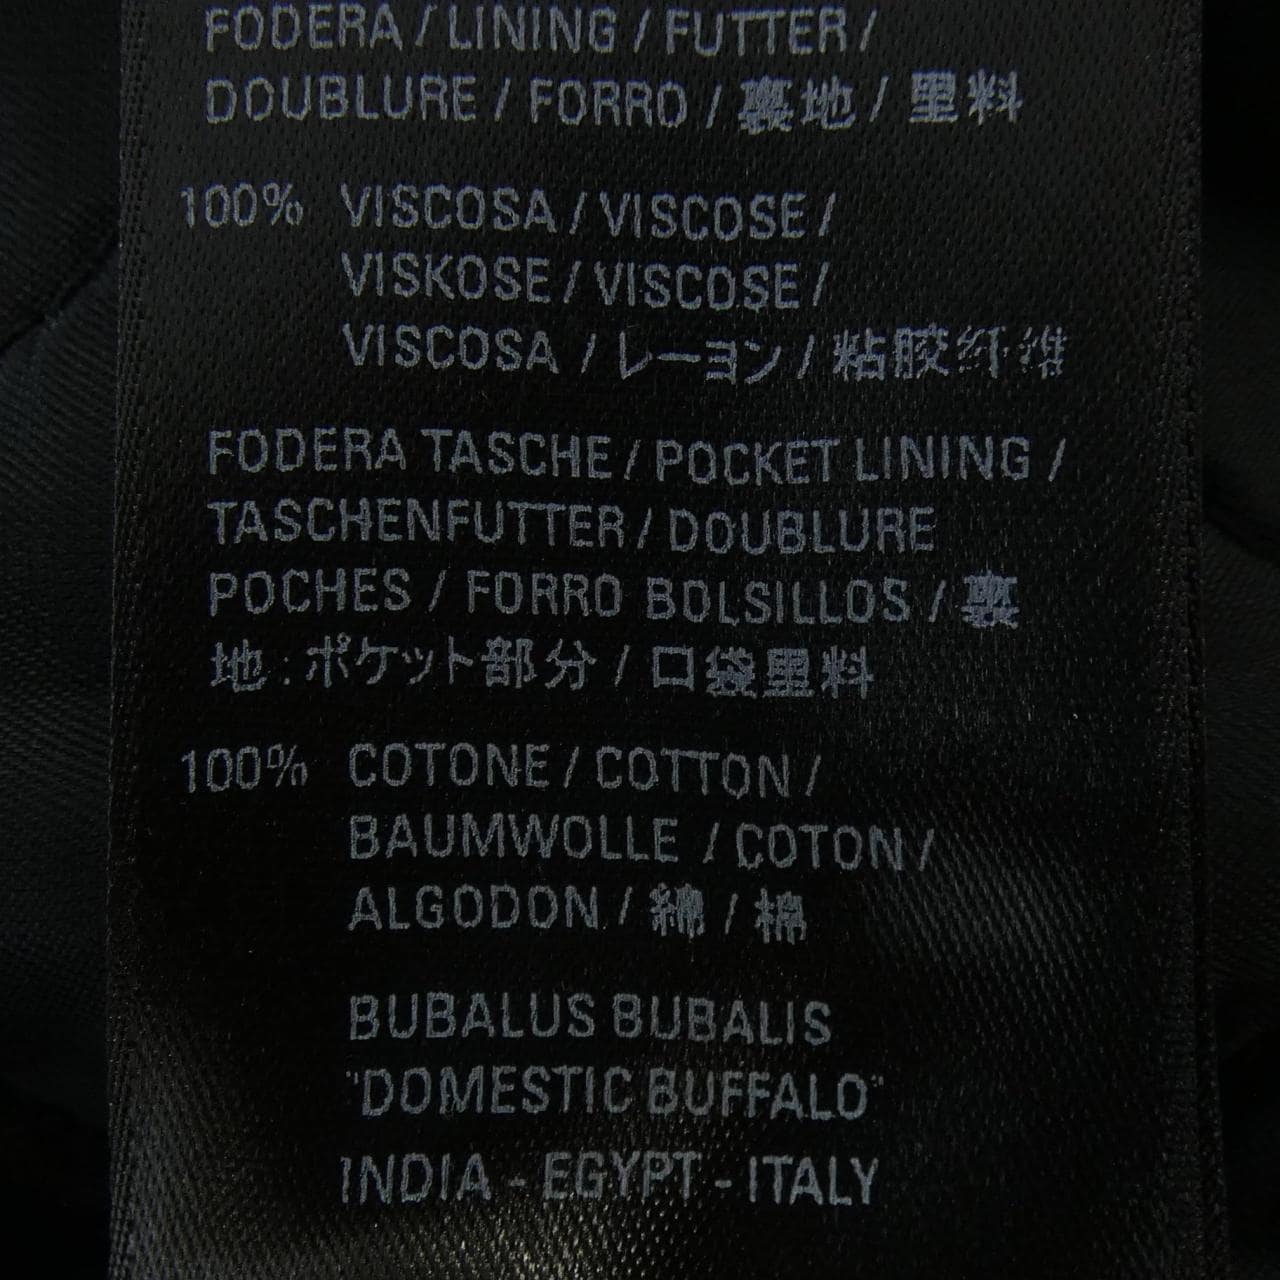 FODERA / LINING / FUTTER /
DOUBLURE / FORRO / 裏地 / 里料
100% VISCOSA / VISCOSE /
VISKOSE / VISCOSE /
VISCOSA / レーヨン / 粘胶纤维
FODERA TASCHE / POCKET LINING /
TASCHENFUTTER / DOUBLURE
POCHES / FORRO BOLSILLOS / 裏
地:ポケット部分 / 口袋里料
100% COTONE / COTTON /
BAUMWOLLE / COTON /
ALGODON / 綿 / 棉
BUBALUS BUBALIS
"DOMESTIC BUFFALO"
INDIA - EGYPT - ITALY